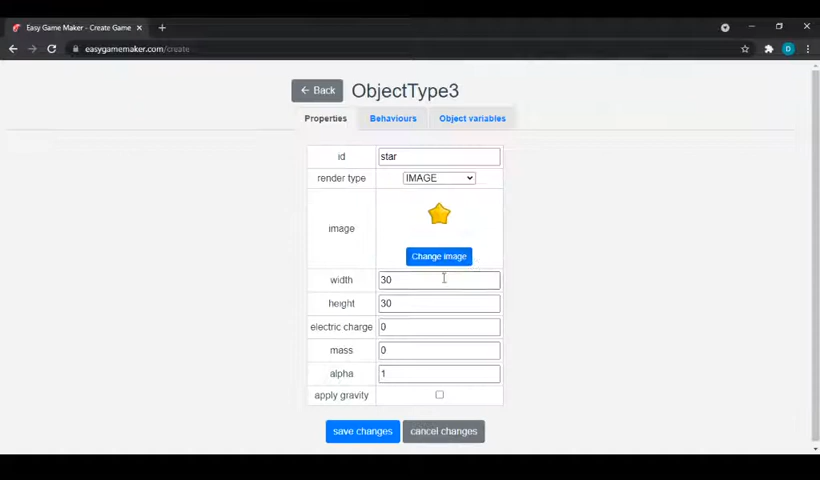 Easy Game Maker - Create Game
easygamemaker.com/create
D
← Back
ObjectType3
Properties
Behaviours
Object variables
id
star
render type
IMAGE
image
Change image
width
30
height
30
electric charge
0
mass
0
alpha
1
apply gravity
save changes
cancel changes